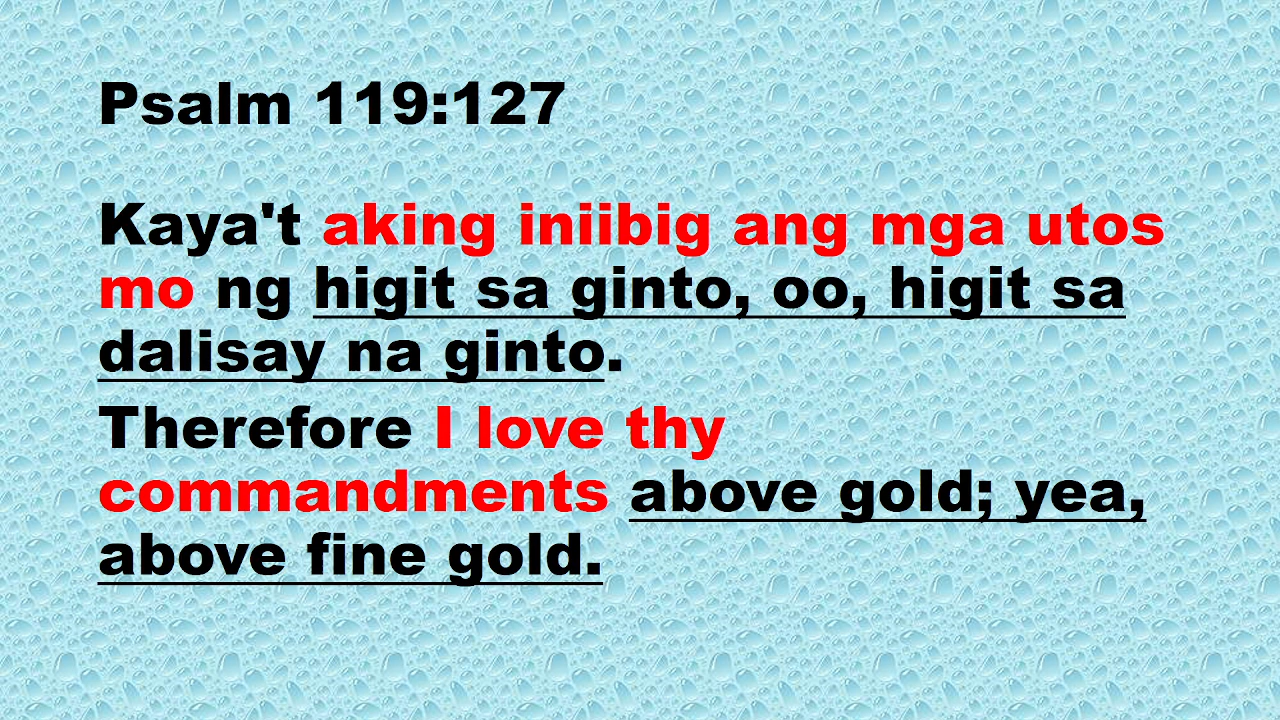 Psalm 119:127
Kaya't aking iniibig ang mga utos
mo ng higit sa ginto, oo, higit sa
dalisay na ginto.
Therefore I love thy
commandments above gold; yea,
above fine gold.